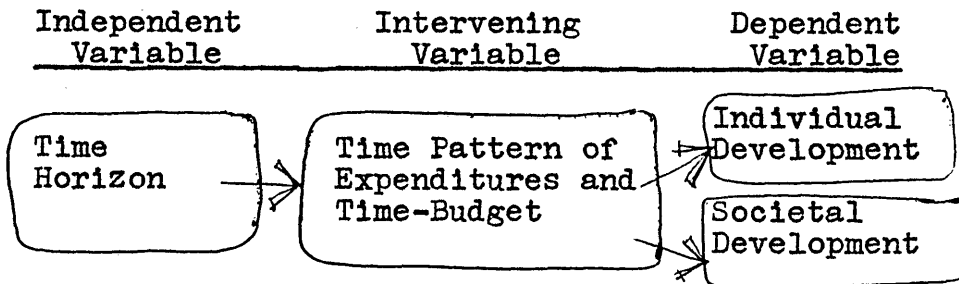 Independent Variable
Intervening Variable
Dependent Variable
Time
Horizon
Time Pattern of
Expenditures and
Time-Budget
Individual
Development
Societal
Development